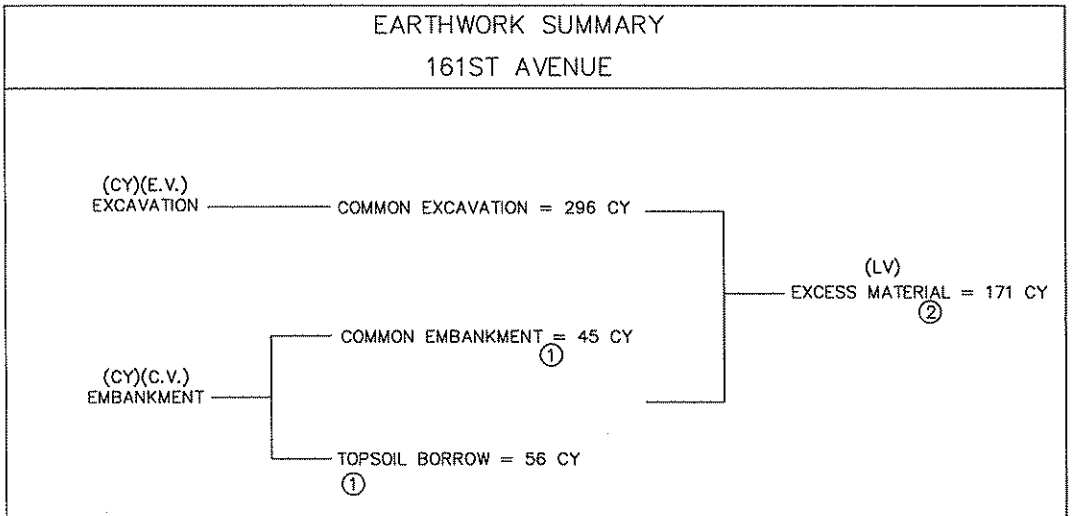 EARTHWORK SUMMARY
161ST AVENUE
(CY)(E.V.)
EXCAVATION
COMMON EXCAVATION = 296 CY
(LV)
EXCESS MATERIAL = 171 CY
②
COMMON EMBANKMENT = 45 CY
①
(CY)(C.V.)
EMBANKMENT
TOPSOIL BORROW = 56 CY
①